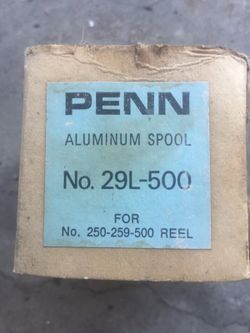 PENN
ALUMINUM SPOOL
No. 29L-500
FOR
No. 250-259-500 REEL